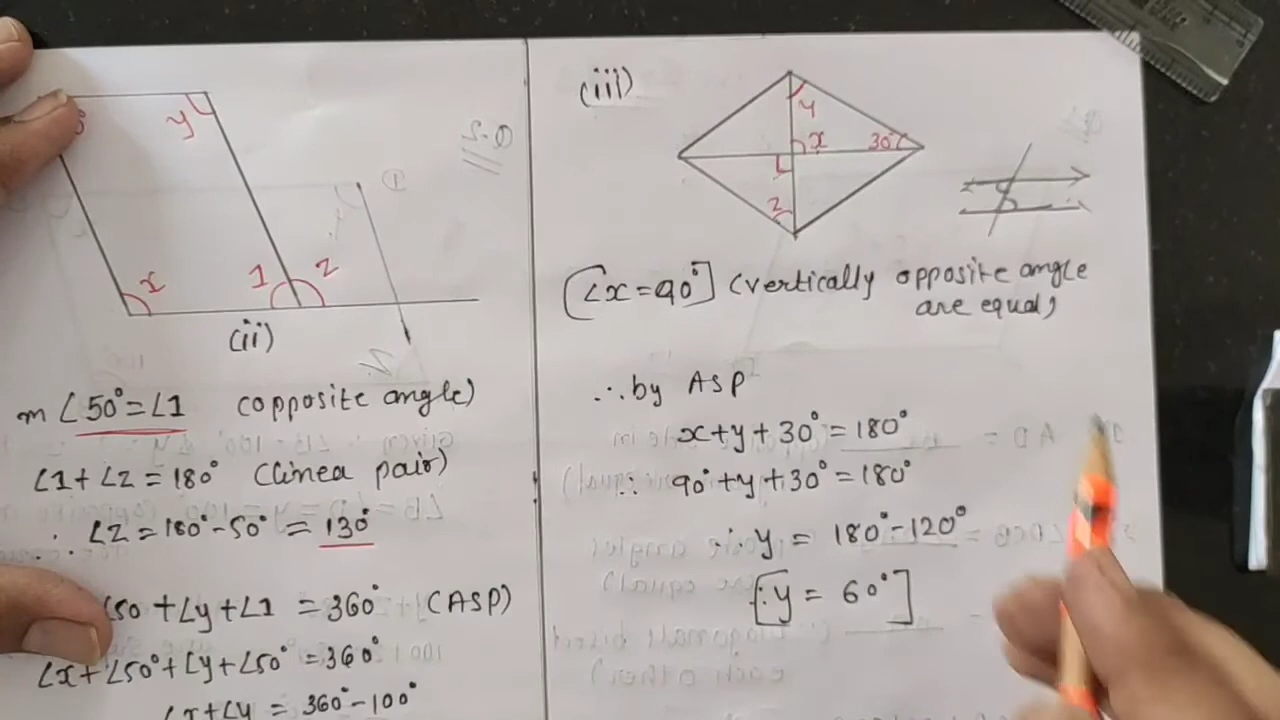 y
x
1
2
(ii)
m ∠50° = ∠1 (opposite angle)
∠1 + ∠2 = 180° (Linea pair)
∴ ∠2 = 180° - 50° = 130°
∠50 + ∠y + ∠1 = 360° (ASP)
∠x + ∠50° + ∠y + ∠50° = 360°
∠x + ∠y = 360° - 100°
(iii)
y
x
30°
z
[∠x = 90°] (vertically opposite angle
are equal)
∴ by ASP
x + y + 30° = 180°
∴ 90° + y + 30° = 180°
∴ y = 180° - 120°
[∴ y = 60°]